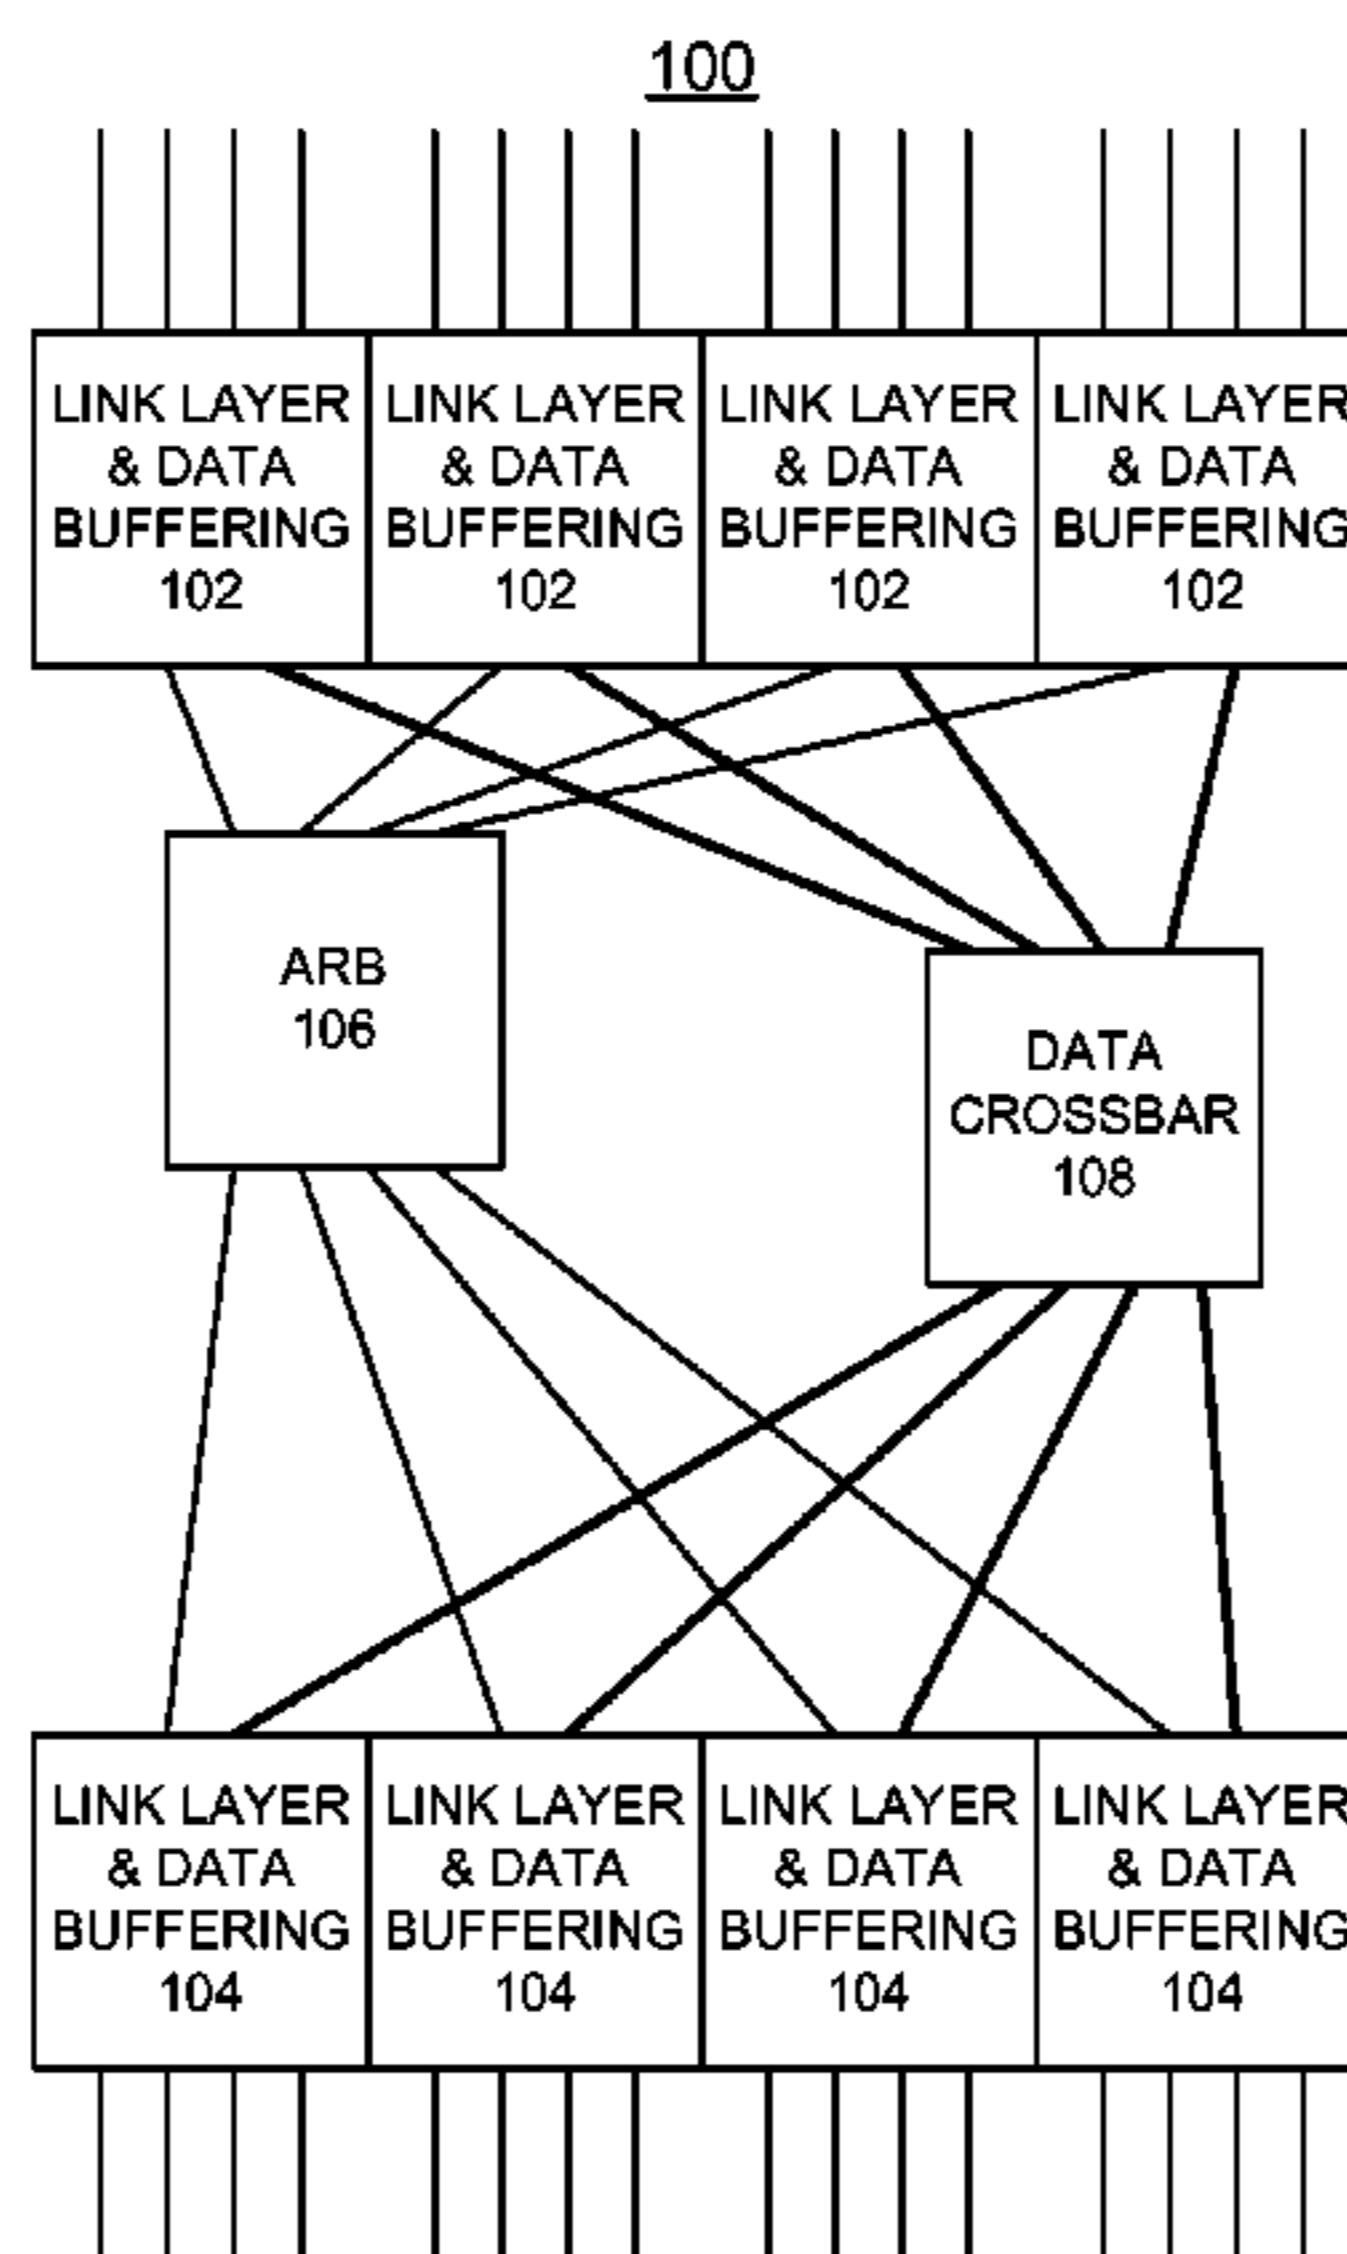 100
LINK LAYER
& DATA
BUFFERING
102
LINK LAYER
& DATA
BUFFERING
102
LINK LAYER
& DATA
BUFFERING
102
LINK LAYER
& DATA
BUFFERING
102
ARB
106
DATA
CROSSBAR
108
LINK LAYER
& DATA
BUFFERING
104
LINK LAYER
& DATA
BUFFERING
104
LINK LAYER
& DATA
BUFFERING
104
LINK LAYER
& DATA
BUFFERING
104